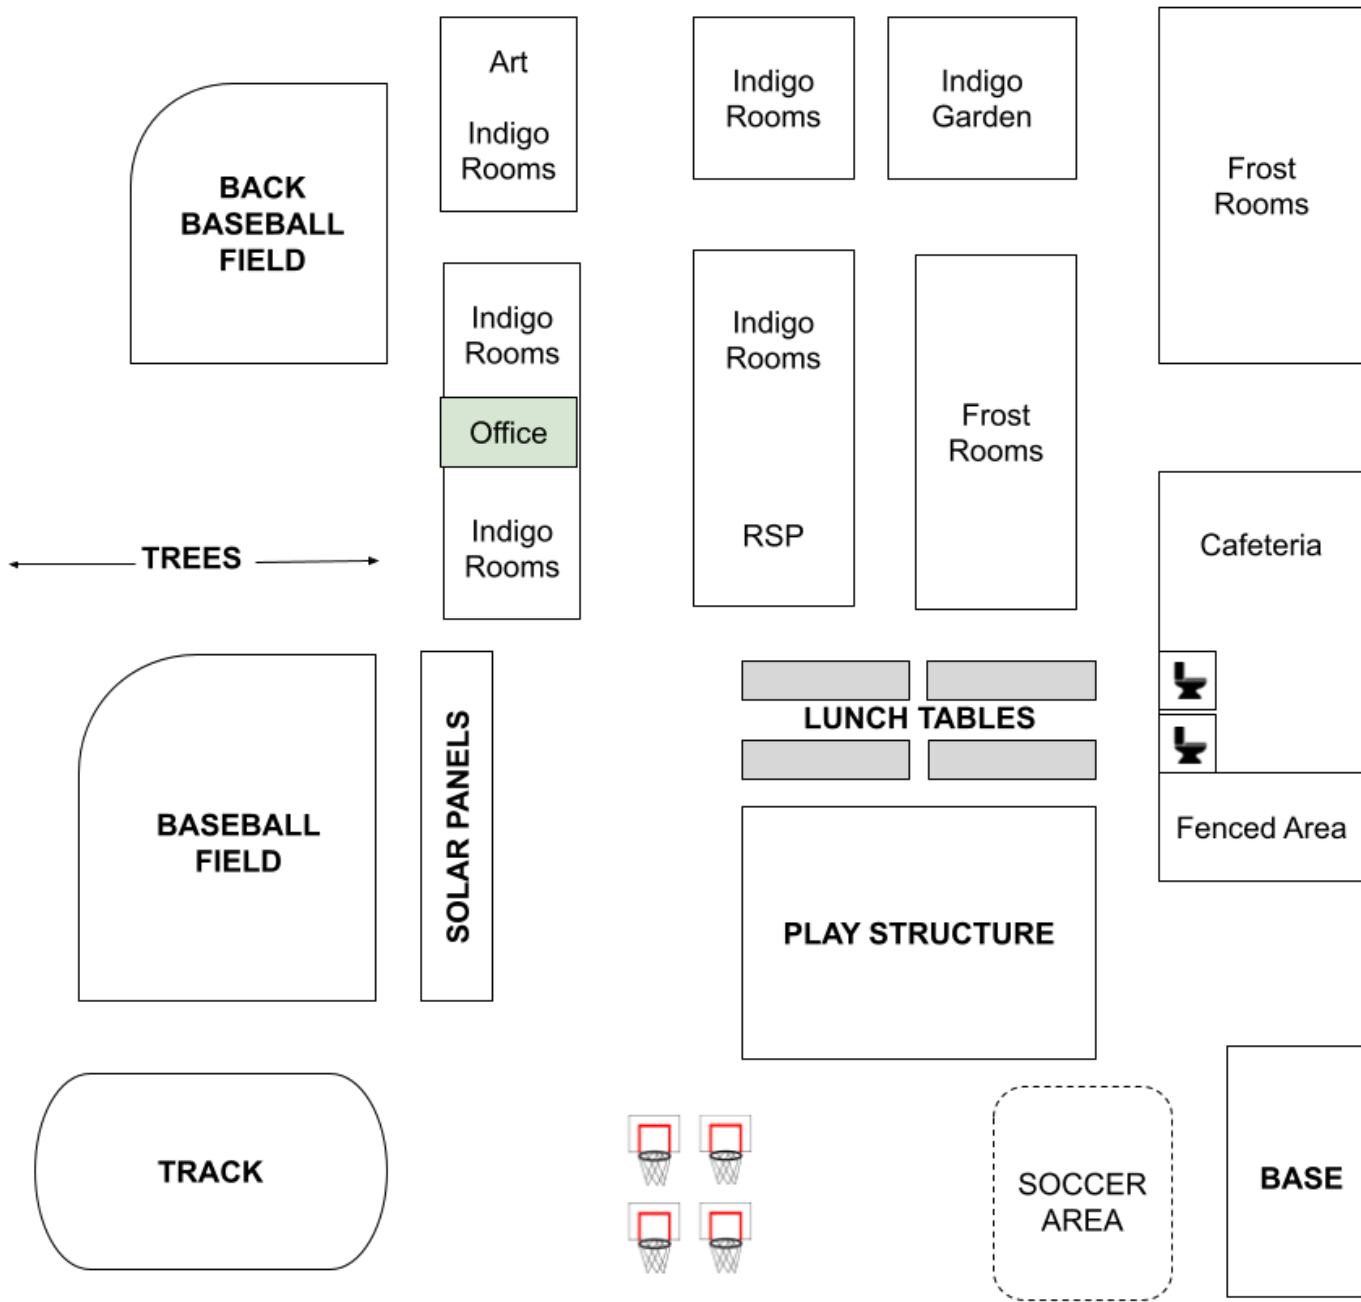 Art
Indigo
Rooms
Indigo
Rooms
Indigo
Garden
Frost
Rooms
BACK
BASEBALL
FIELD
Indigo
Rooms
Office
Indigo
Rooms
Indigo
Rooms
RSP
Frost
Rooms
Cafeteria
TREES
LUNCH TABLES
Fenced Area
BASEBALL
FIELD
SOLAR PANELS
PLAY STRUCTURE
TRACK
SOCCER
AREA
BASE